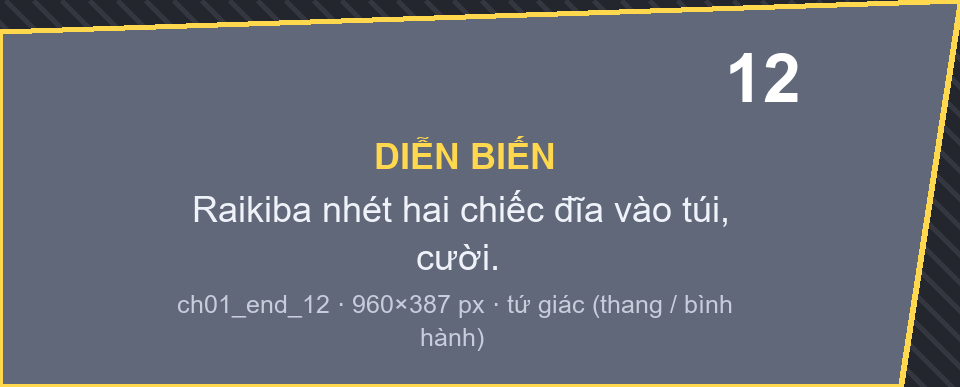 12
DIỄN BIẾN
Raikiba nhét hai chiếc đĩa vào túi,
cười.
ch01_end_12 · 960×387 px · tứ giác (thang / bình
hành)